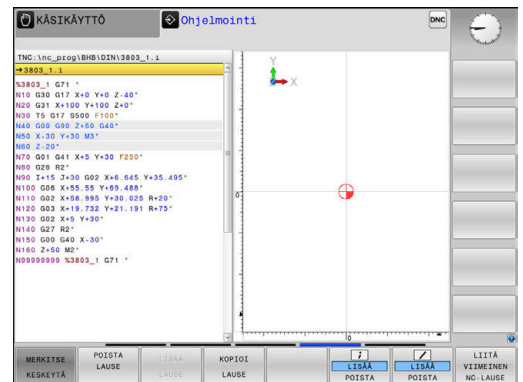 KÄSIKÄYTTÖ
Ohjelmointi
DNC
TNC:\nc_prog\BHB\DIN\3803_1.i
→3803_1.i
%3803_1 G71 *
N10 G30 G17 X+0 Y+0 Z-40*
N20 G31 X+100 Y+100 Z+0*
N30 T5 G17 S500 F100*
N40 G00 G90 Z+50 G40*
N50 X-30 Y+30 M3*
N60 Z-20*
N70 G01 G41 X+5 Y+30 F250*
N80 G26 R2*
N90 I+15 J+30 G02 X+6.645 Y+35.495*
N100 G06 X+55.55 Y+69.488*
N110 G02 X+58.995 Y+30.025 R+20*
N120 G03 X+19.732 Y+21.191 R+75*
N130 G02 X+5 Y+30*
N140 G27 R2*
N150 G00 G40 X-30*
N160 Z+50 M2*
N99999999 %3803_1 G71 *
Y
X
0
0
MERKITSE
KESKEYTÄ
POISTA
LAUSE
LISÄÄ
LAUSE
KOPIOI
LAUSE
i
LISÄÄ
POISTA
LISÄÄ
POISTA
LIITÄ
VIIMEINEN
NC-LAUSE